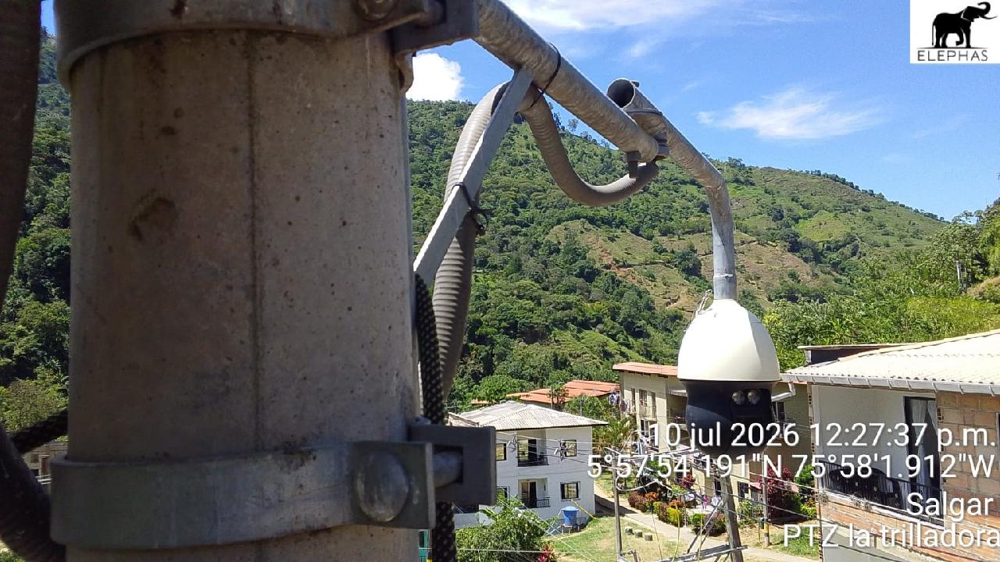 ELEPHAS
10 jul 2026 12:27:37 p.m.
5°57'54.191"N 75°58'1.912"W
Salgar
PTZ la trilladora